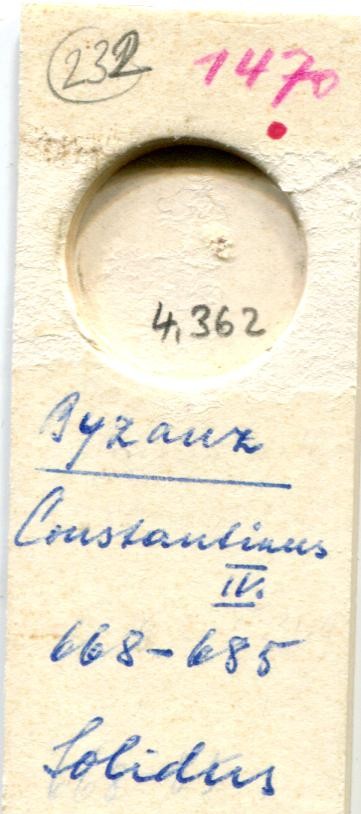 232 1470
4,362
Byzanz
Constantinus
IV.
668-685
Solidus